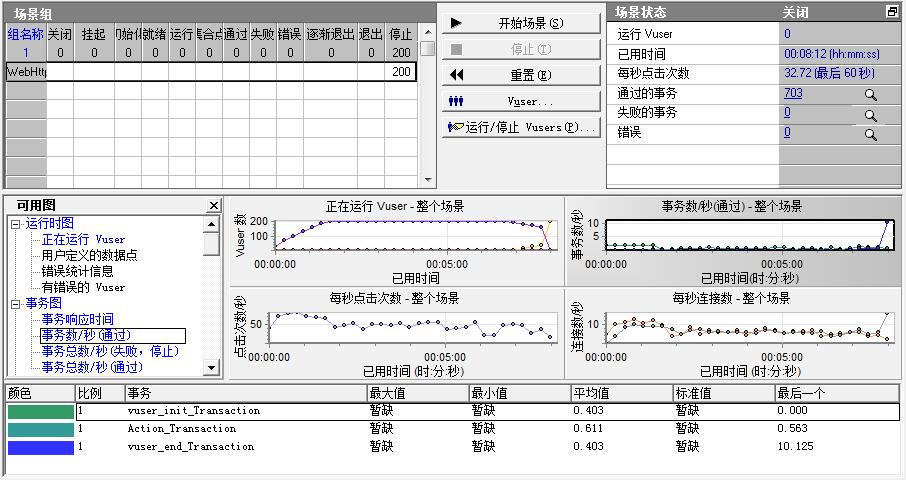 场景组
组名称 关闭 挂起 初始化 就绪 运行 集合点 通过 失败 错误 逐渐退出 退出 停止
1 0 0 0 0 0 0 0 0 0 0 0 200
WebHttp 200
开始场景(S)
停止(T)
重置(E)
Vuser...
运行/停止 Vusers(P)...
场景状态 关闭
运行 Vuser 0
已用时间 00:08:12 (hh:mm:ss)
每秒点击次数 32.72 (最后 60 秒)
通过的事务 703
失败的事务 0
错误 0
可用图
运行时图
正在运行 Vuser
用户定义的数据点
错误统计信息
有错误的 Vuser
事务图
事务响应时间
事务数/秒(通过)
事务总数/秒(失败，停止)
事务总数/秒(通过)
正在运行 Vuser - 整个场景
Vuser 数
200
100
00:00:00 00:05:00
已用时间
事务数/秒(通过) - 整个场景
事务数/秒
10
5
00:00:00 00:05:00
已用时间(时:分:秒)
每秒点击次数 - 整个场景
点击次数/秒
50
00:00:00 00:05:00
已用时间 (时:分:秒)
每秒连接数 - 整个场景
连接数/秒
10
00:00:00 00:05:00
已用时间 (时:分:秒)
颜色 比例 事务 最大值 最小值 平均值 标准值 最后一个
1 vuser_init_Transaction 暂缺 暂缺 0.403 暂缺 0.000
1 Action_Transaction 暂缺 暂缺 0.611 暂缺 0.563
1 vuser_end_Transaction 暂缺 暂缺 0.403 暂缺 10.125